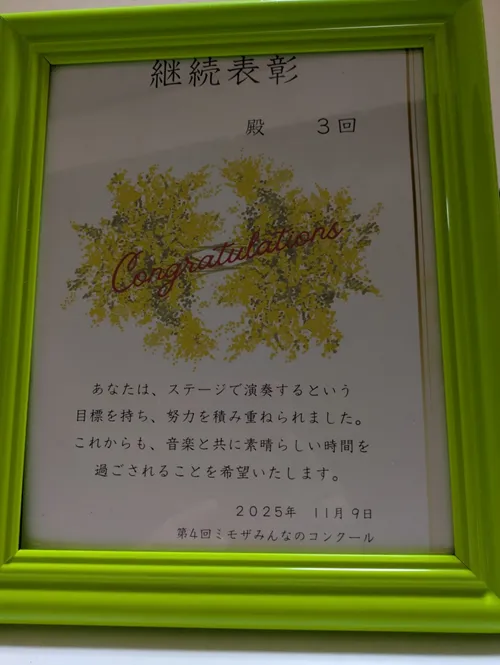 継続表彰
殿　３回
Congratulations
あなたは、ステージで演奏するという
目標を持ち、努力を積み重ねられました。
これからも、音楽と共に素晴らしい時間を
過ごされることを希望いたします。
２０２５年　１１月９日
第４回ミモザみんなのコンクール